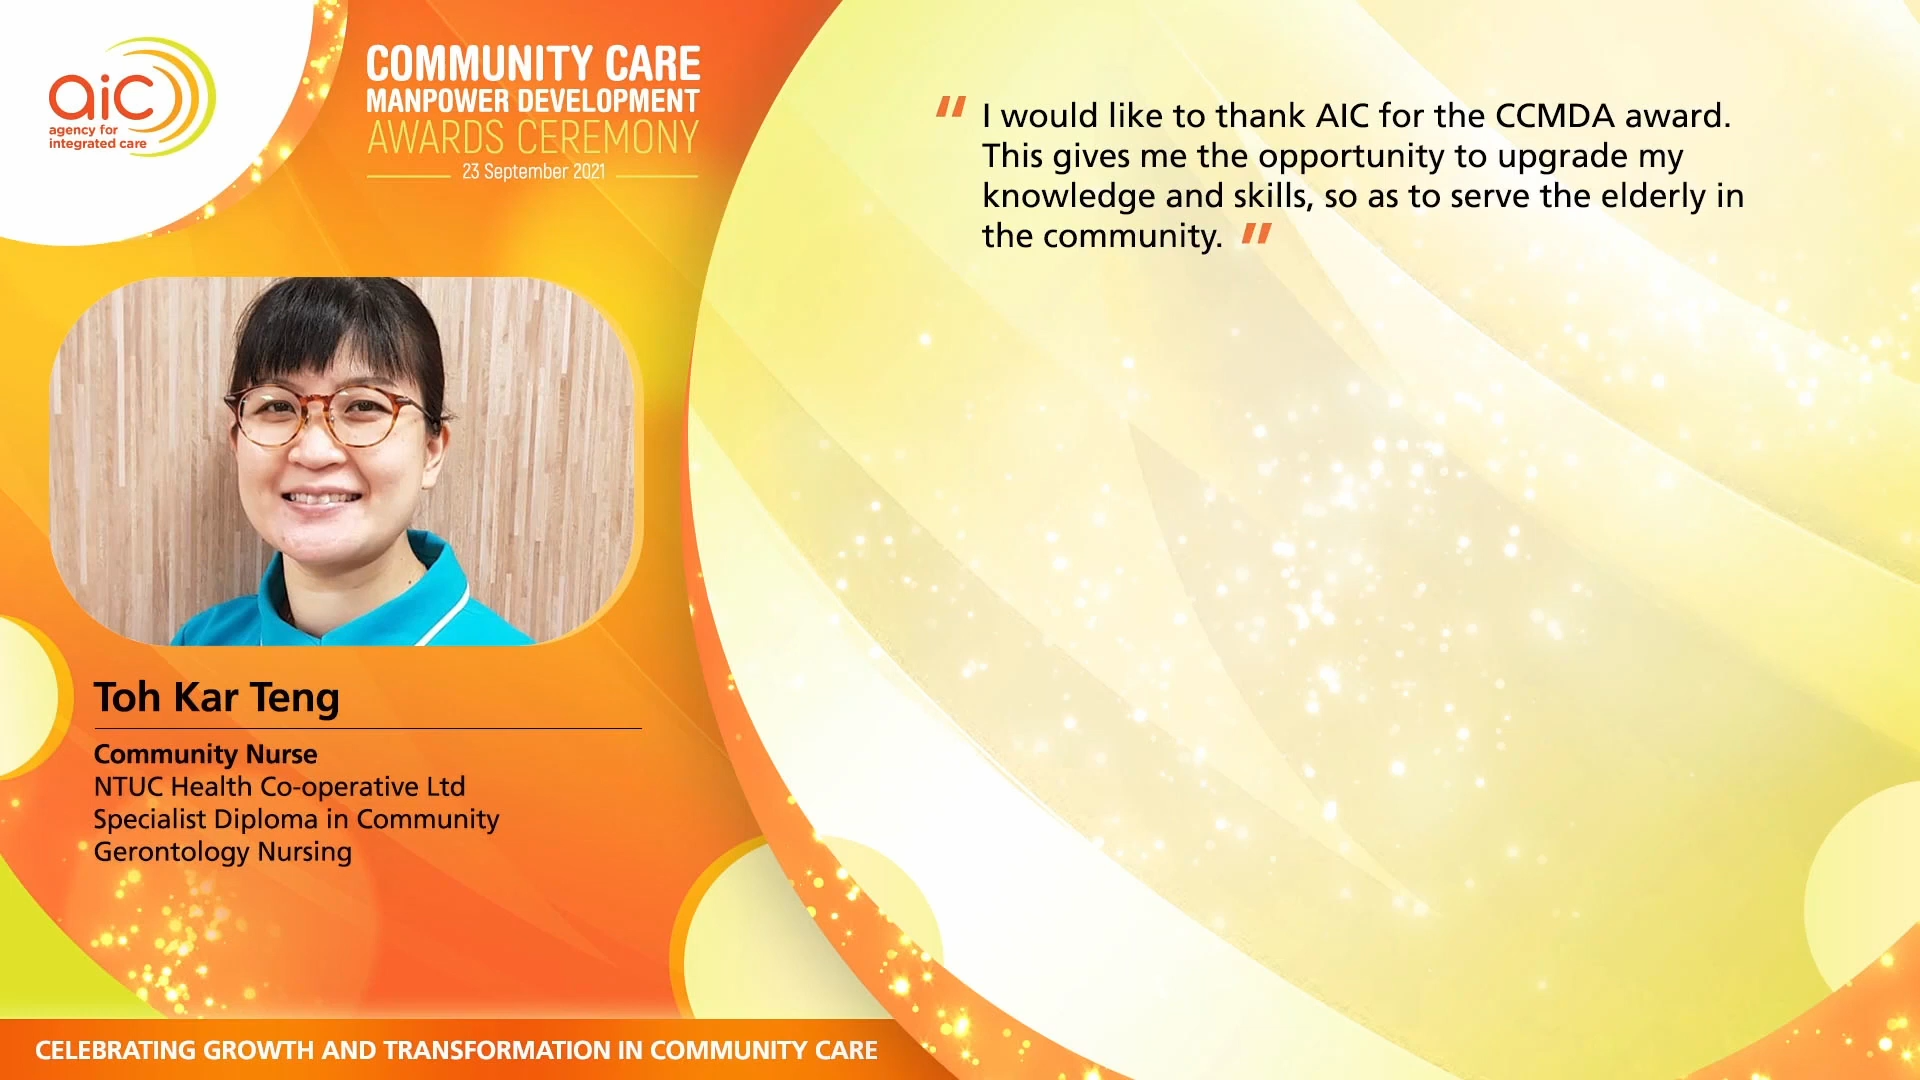 aic
agency for
integrated care
COMMUNITY CARE
MANPOWER DEVELOPMENT
AWARDS CEREMONY
23 September 2021
" I would like to thank AIC for the CCMDA award.
This gives me the opportunity to upgrade my
knowledge and skills, so as to serve the elderly in
the community. "
Toh Kar Teng
Community Nurse
NTUC Health Co-operative Ltd
Specialist Diploma in Community
Gerontology Nursing
CELEBRATING GROWTH AND TRANSFORMATION IN COMMUNITY CARE